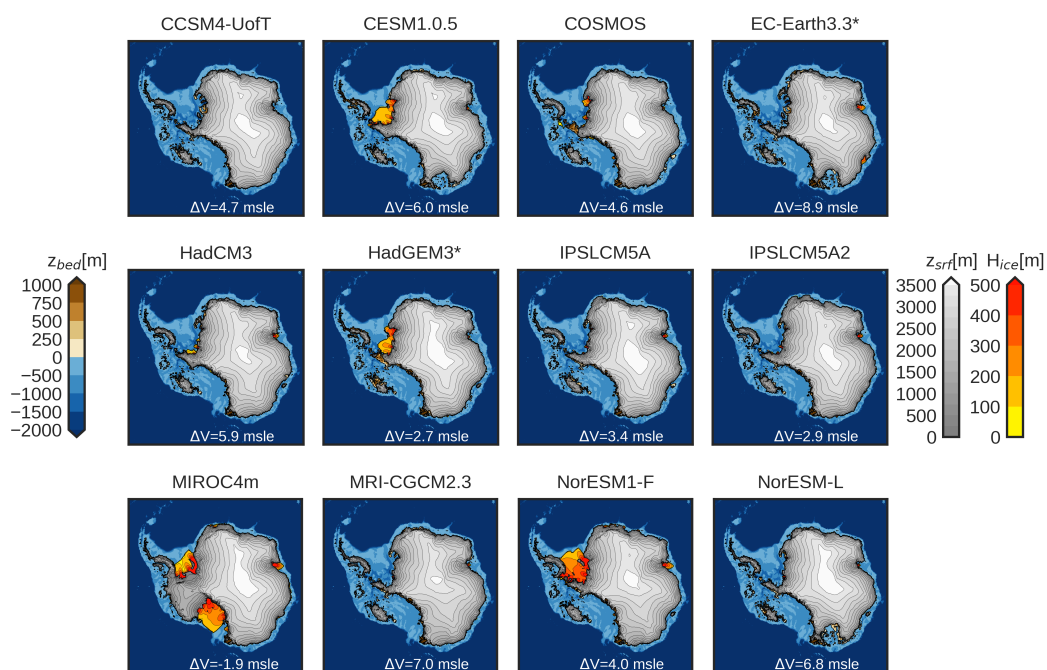 CCSM4-UofT CESM1.0.5 COSMOS EC-Earth3.3*
ΔV=4.7 msle ΔV=6.0 msle ΔV=4.6 msle ΔV=8.9 msle
HadCM3 HadGEM3* IPSLCM5A IPSLCM5A2
z_bed[m]
1000
750
500
250
0
−500
−1000
−1500
−2000
z_srf[m]
3500
3000
2500
2000
1500
1000
500
0
H_ice[m]
500
400
300
200
100
0
ΔV=5.9 msle ΔV=2.7 msle ΔV=3.4 msle ΔV=2.9 msle
MIROC4m MRI-CGCM2.3 NorESM1-F NorESM-L
ΔV=-1.9 msle ΔV=7.0 msle ΔV=4.0 msle ΔV=6.8 msle